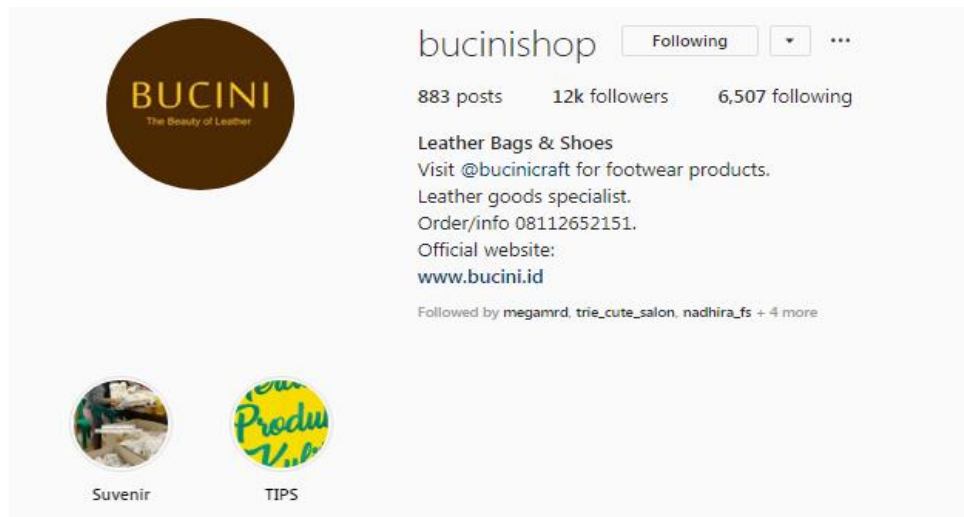 BUCINI
The Beauty of Leather
bucinishop Following
883 posts 12k followers 6,507 following
Leather Bags & Shoes
Visit @bucinicraft for footwear products.
Leather goods specialist.
Order/info 08112652151.
Official website:
www.bucini.id
Followed by megamrd, trie_cute_salon, nadhira_fs + 4 more
Suvenir TIPS